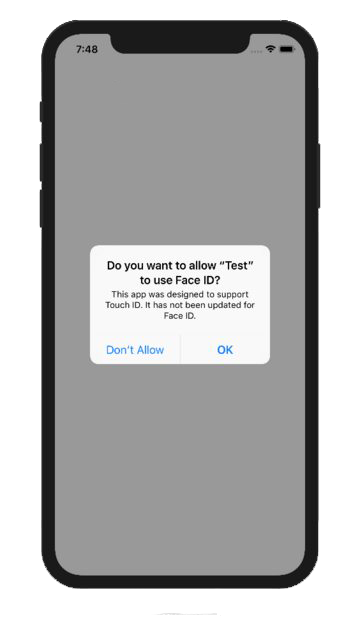 7:48
Do you want to allow “Test”
to use Face ID?
This app was designed to support
Touch ID. It has not been updated for
Face ID.
Don’t Allow
OK